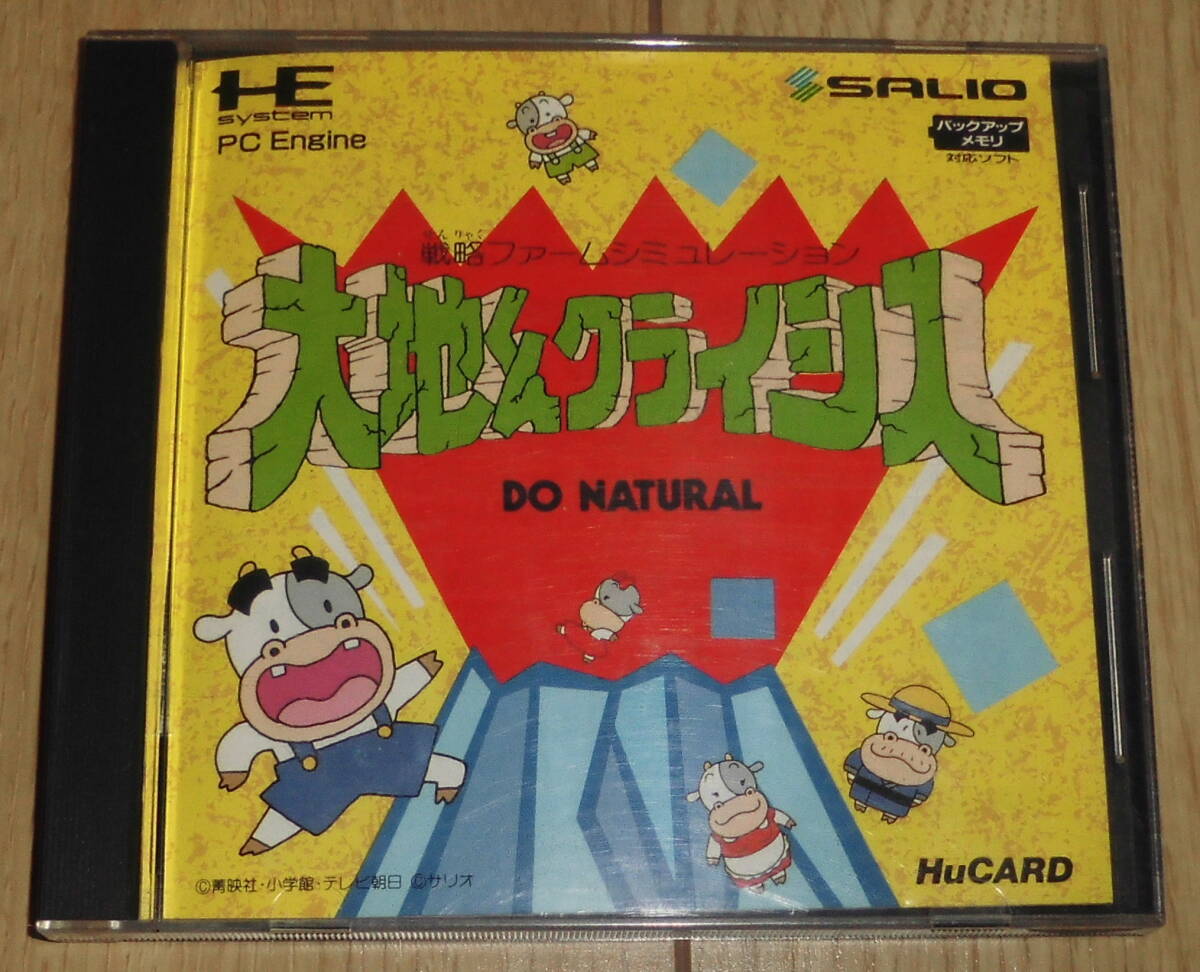 HE
system
PC Engine
SALIO
バックアップ
メモリ
対応ソフト
せんりゃく
戦略ファームシミュレーション
大地くんクライシス
DO NATURAL
©萬映社・小学館・テレビ朝日 ©サリオ
HuCARD